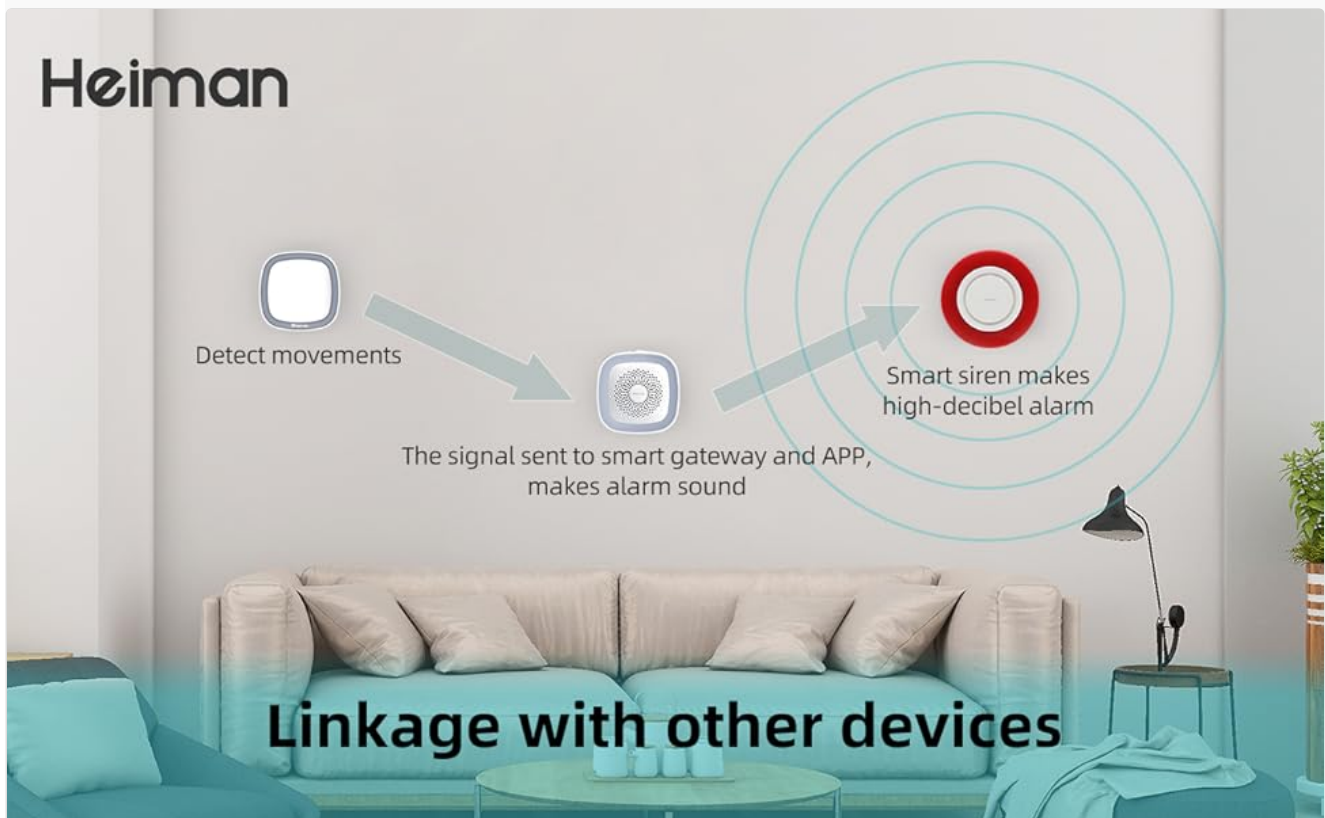 Heiman
Detect movements
The signal sent to smart gateway and APP,
makes alarm sound
Smart siren makes
high-decibel alarm
Linkage with other devices